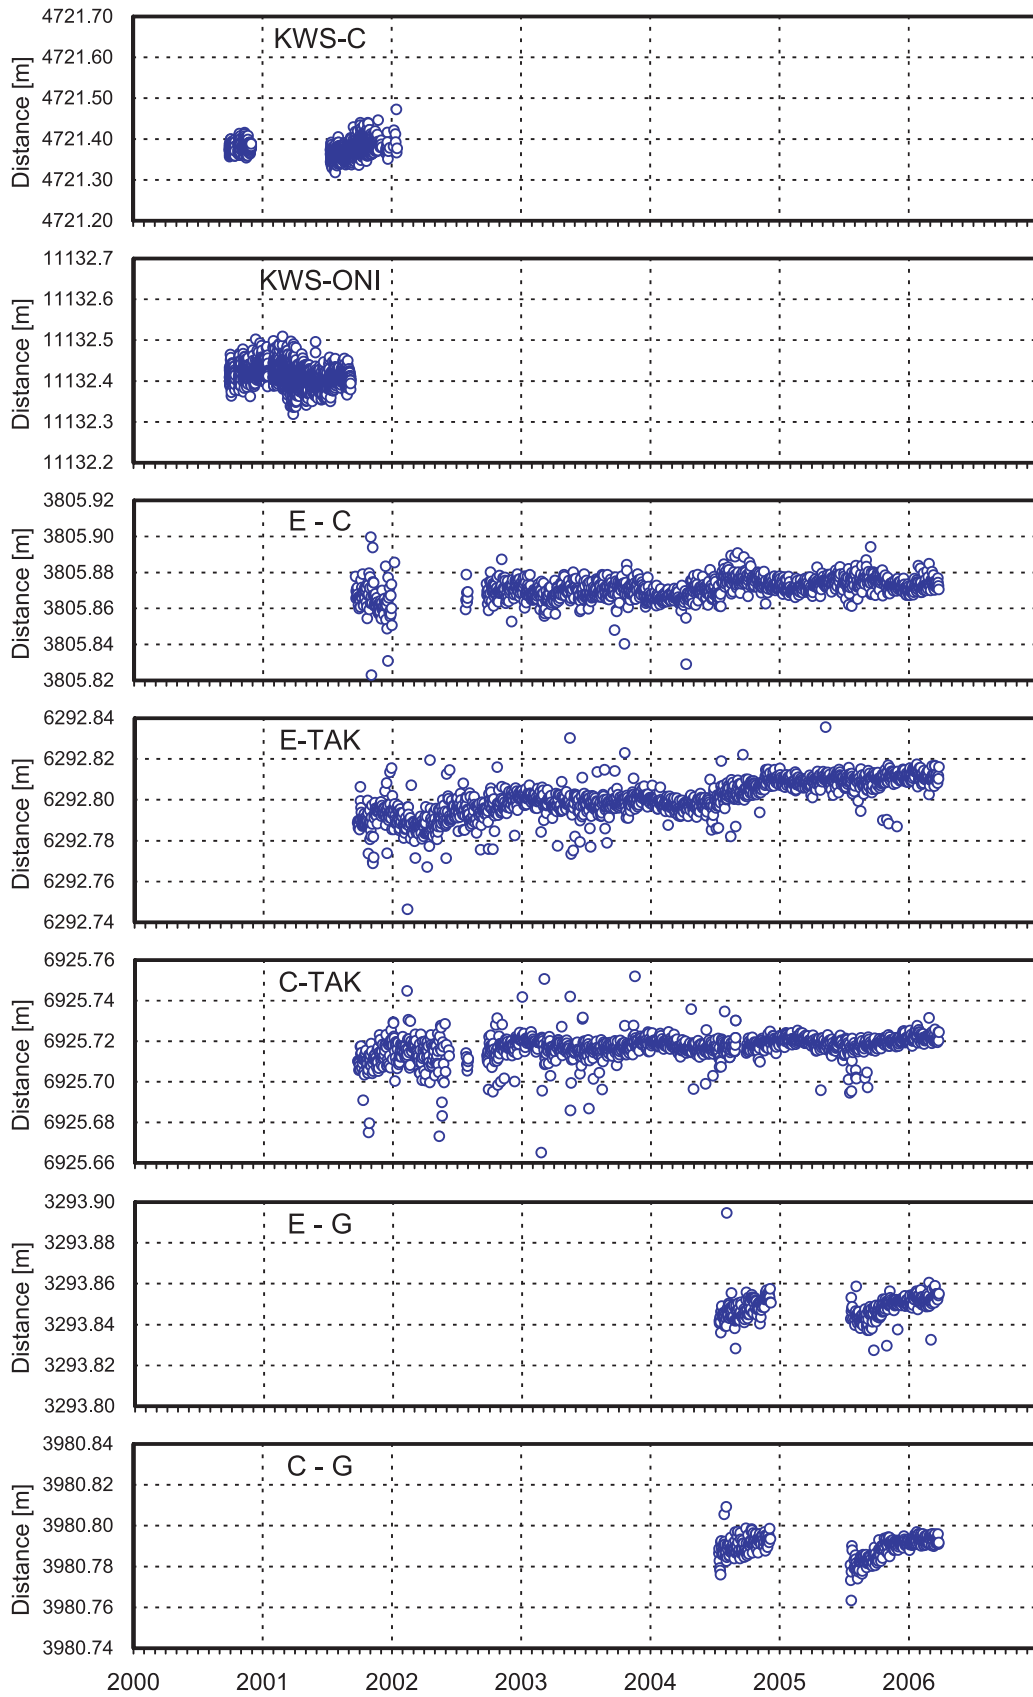 KWS-C
Distance [m]
4721.70
4721.60
4721.50
4721.40
4721.30
4721.20
KWS-ONI
Distance [m]
11132.7
11132.6
11132.5
11132.4
11132.3
11132.2
E - C
Distance [m]
3805.92
3805.90
3805.88
3805.86
3805.84
3805.82
E-TAK
Distance [m]
6292.84
6292.82
6292.80
6292.78
6292.76
6292.74
C-TAK
Distance [m]
6925.76
6925.74
6925.72
6925.70
6925.68
6925.66
E - G
Distance [m]
3293.90
3293.88
3293.86
3293.84
3293.82
3293.80
C - G
Distance [m]
3980.84
3980.82
3980.80
3980.78
3980.76
3980.74
2000 2001 2002 2003 2004 2005 2006